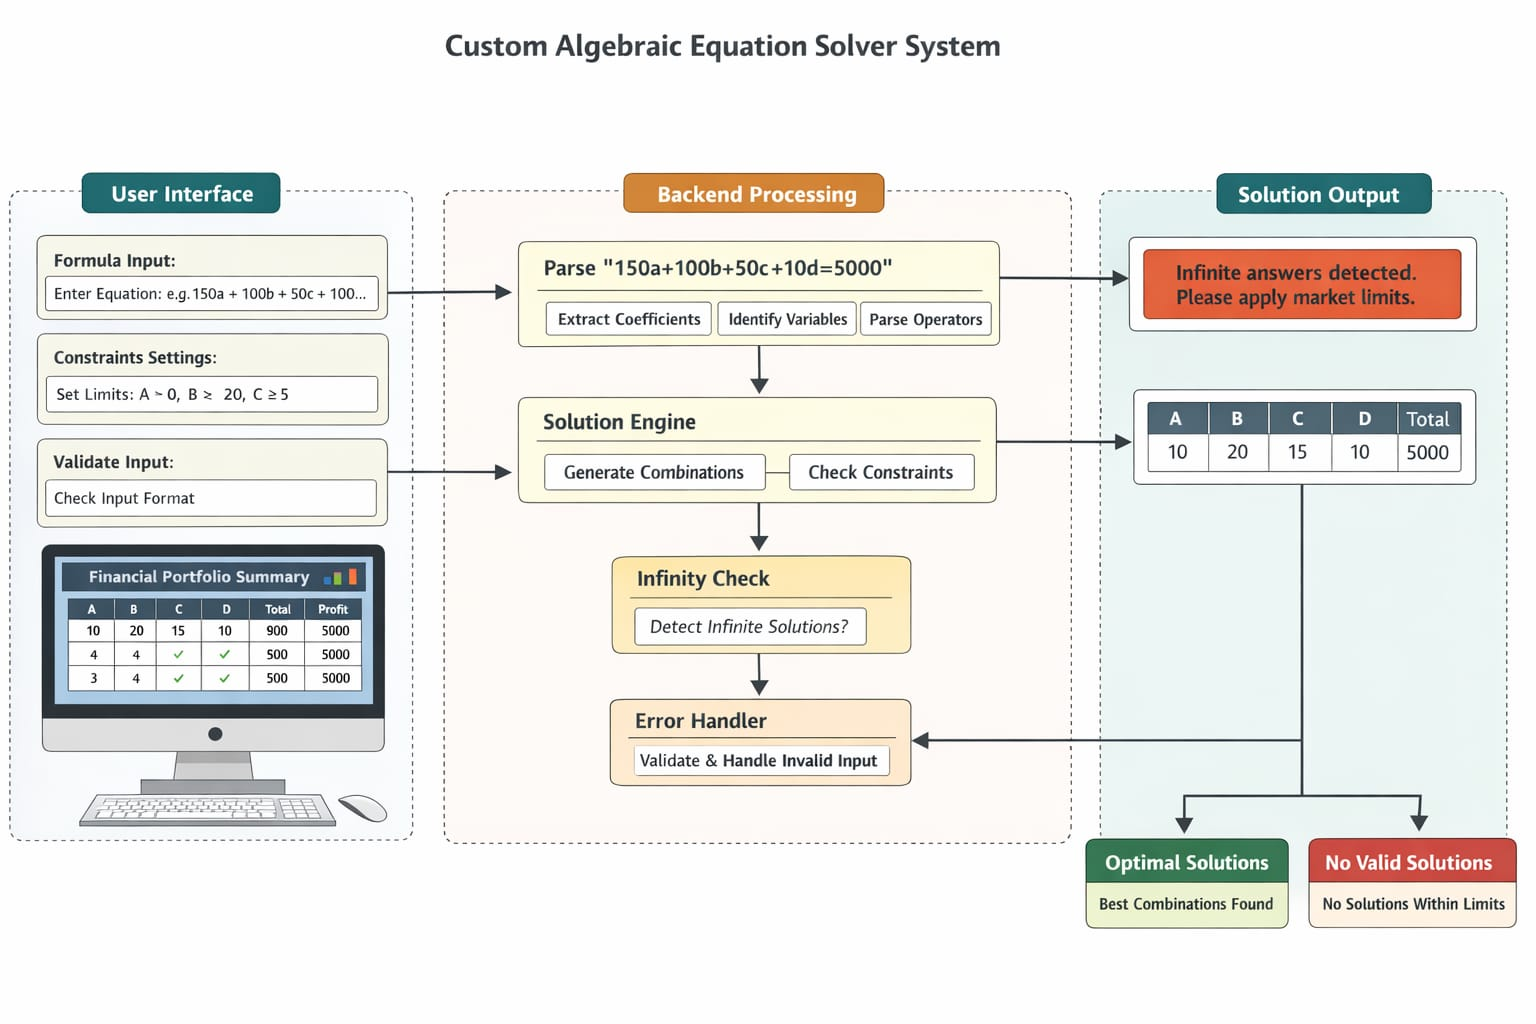 Custom Algebraic Equation Solver System
User Interface
Formula Input:
Enter Equation: e.g. 150a + 100b + 50c + 100...
Constraints Settings:
Set Limits: A ~ 0, B ≥ 20, C ≥ 5
Validate Input:
Check Input Format
Financial Portfolio Summary
A B C D Total Profit
10 20 15 10 900 5000
4 4 ✓ ✓ 500 5000
3 4 ✓ ✓ 500 5000
Backend Processing
Parse "150a+100b+50c+10d=5000"
Extract Coefficients Identify Variables Parse Operators
Solution Engine
Generate Combinations Check Constraints
Infinity Check
Detect Infinite Solutions?
Error Handler
Validate & Handle Invalid Input
Solution Output
Infinite answers detected.
Please apply market limits.
A B C D Total
10 20 15 10 5000
Optimal Solutions
Best Combinations Found
No Valid Solutions
No Solutions Within Limits